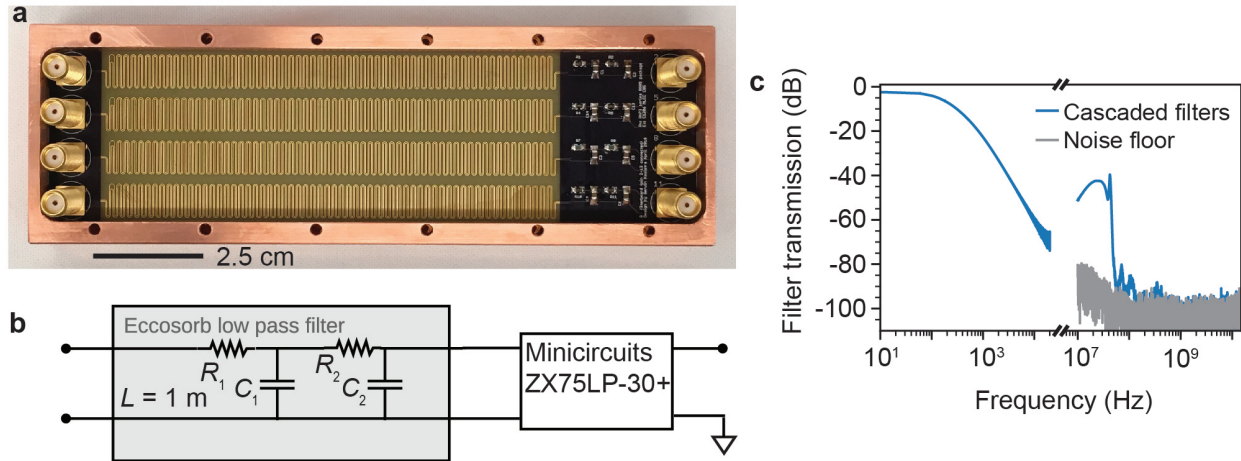 a
2.5 cm
b
Eccosorb low pass filter
R1
R2
L = 1 m
C1
C2
Minicircuits
ZX75LP-30+
c
Filter transmission (dB)
0
-20
-40
-60
-80
-100
Cascaded filters
Noise floor
10¹ 10³ 10⁷ 10⁹
Frequency (Hz)